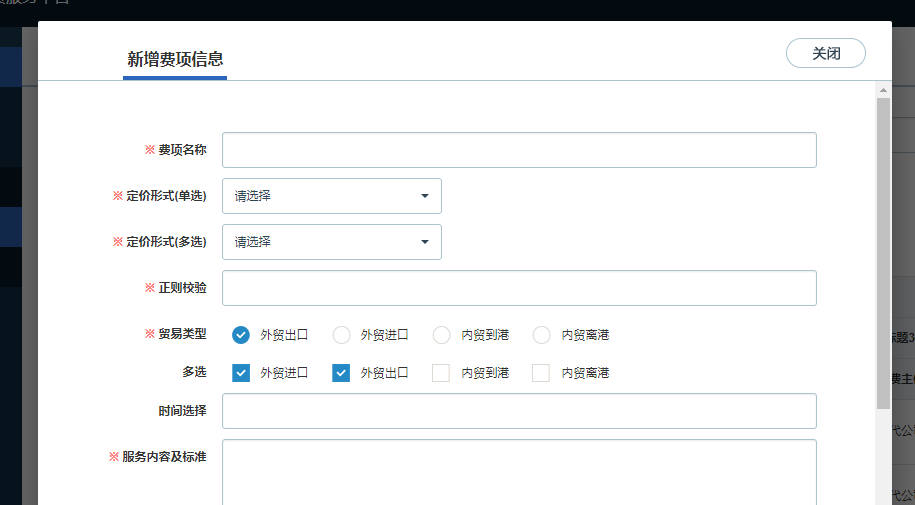 新增费项信息
关闭
※ 费项名称
※ 定价形式(单选) 请选择
※ 定价形式(多选) 请选择
※ 正则校验
※ 贸易类型 外贸出口 外贸进口 内贸到港 内贸离港
多选 外贸进口 外贸出口 内贸到港 内贸离港
时间选择
※ 服务内容及标准